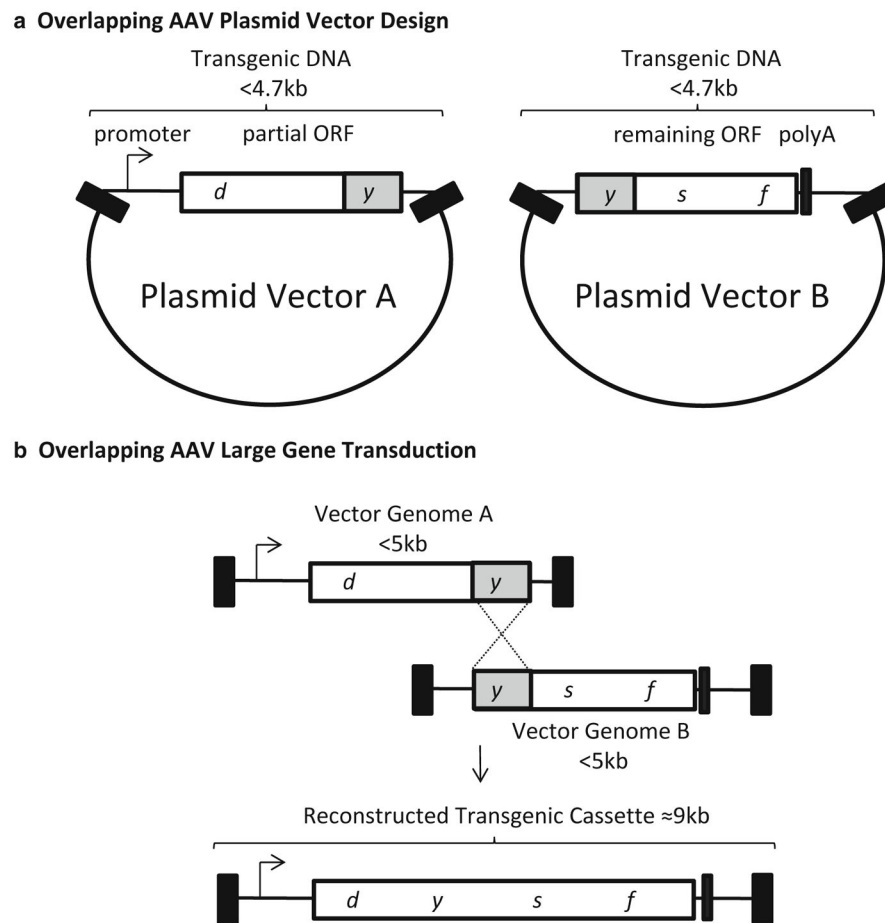 a Overlapping AAV Plasmid Vector Design
Transgenic DNA
<4.7kb
promoter partial ORF
d y
Plasmid Vector A
Transgenic DNA
<4.7kb
remaining ORF polyA
y s f
Plasmid Vector B
b Overlapping AAV Large Gene Transduction
Vector Genome A
<5kb
d y
y s f
Vector Genome B
<5kb
Reconstructed Transgenic Cassette ≈9kb
d y s f